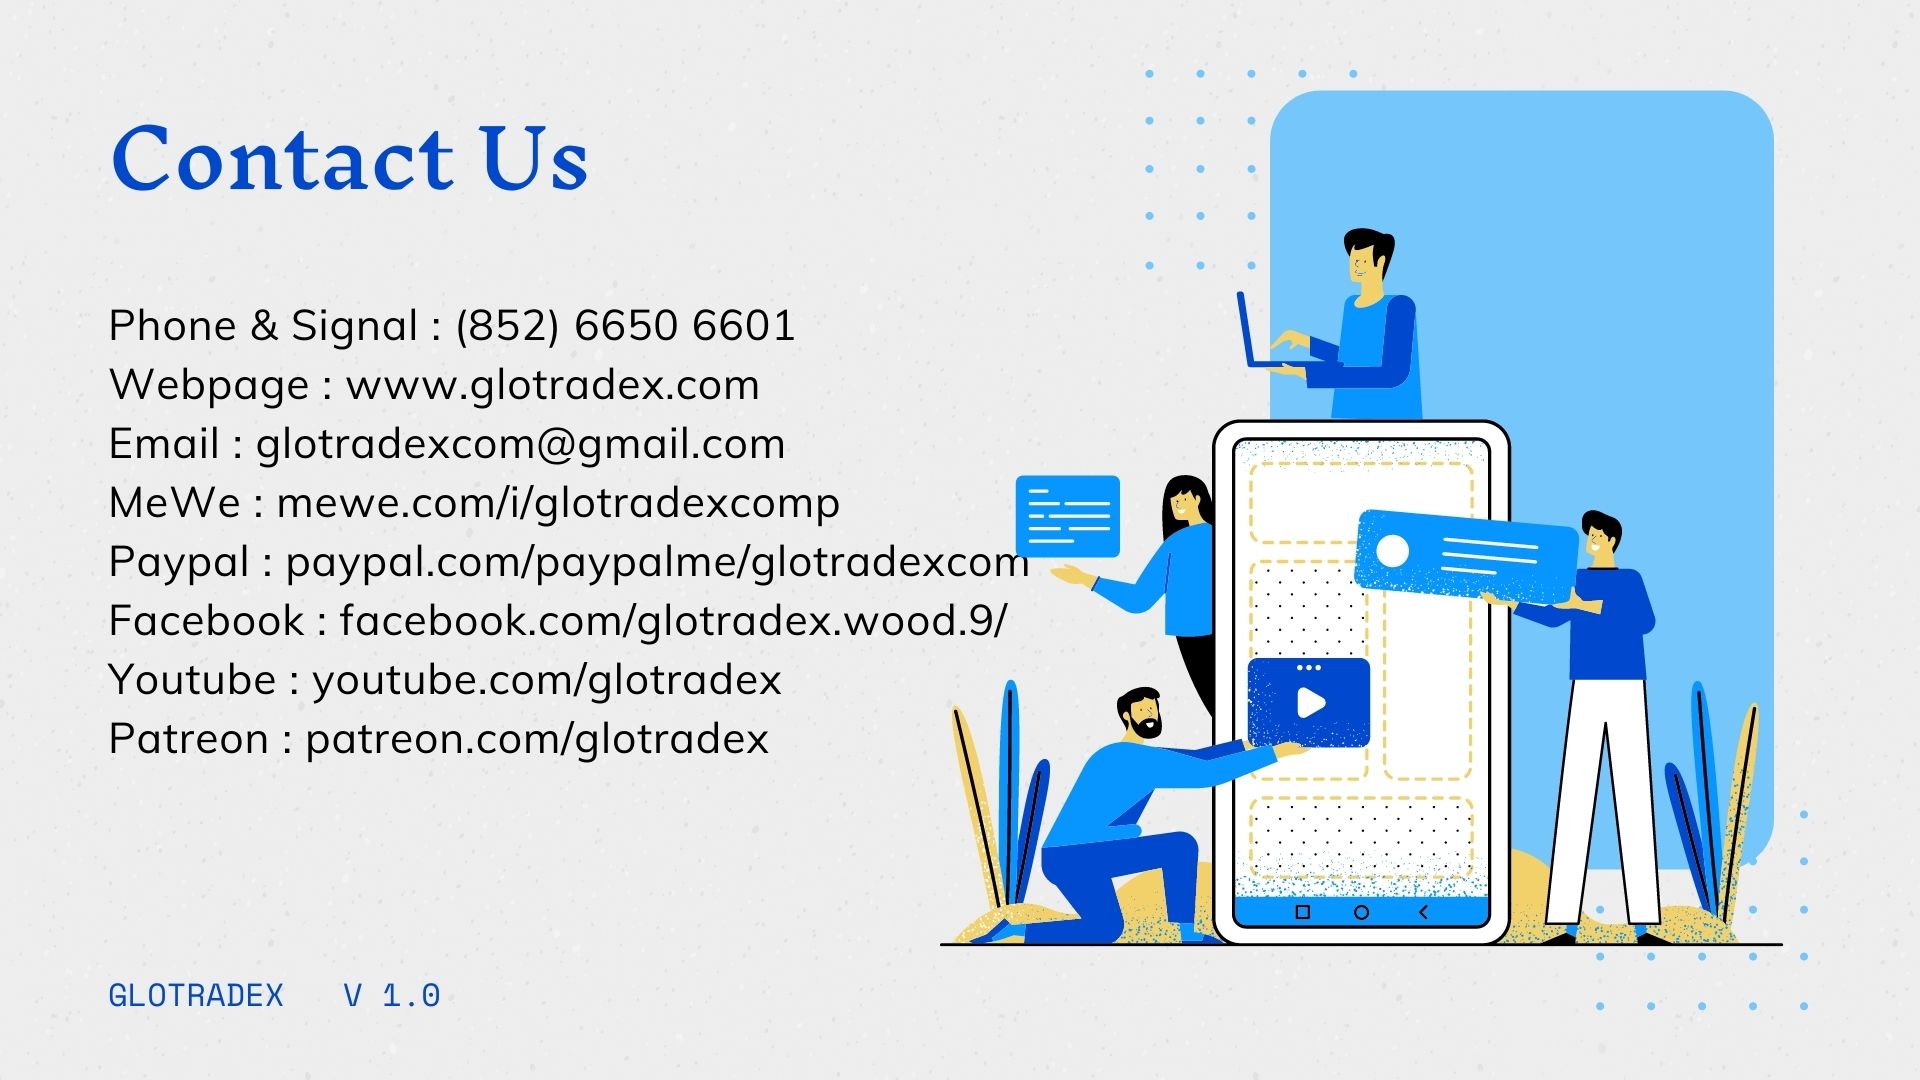 Contact Us
Phone & Signal : (852) 6650 6601
Webpage : www.glotradex.com
Email : glotradexcom@gmail.com
MeWe : mewe.com/i/glotradexcomp
Paypal : paypal.com/paypalme/glotradexcom
Facebook : facebook.com/glotradex.wood.9/
Youtube : youtube.com/glotradex
Patreon : patreon.com/glotradex
GLOTRADEX V 1.0